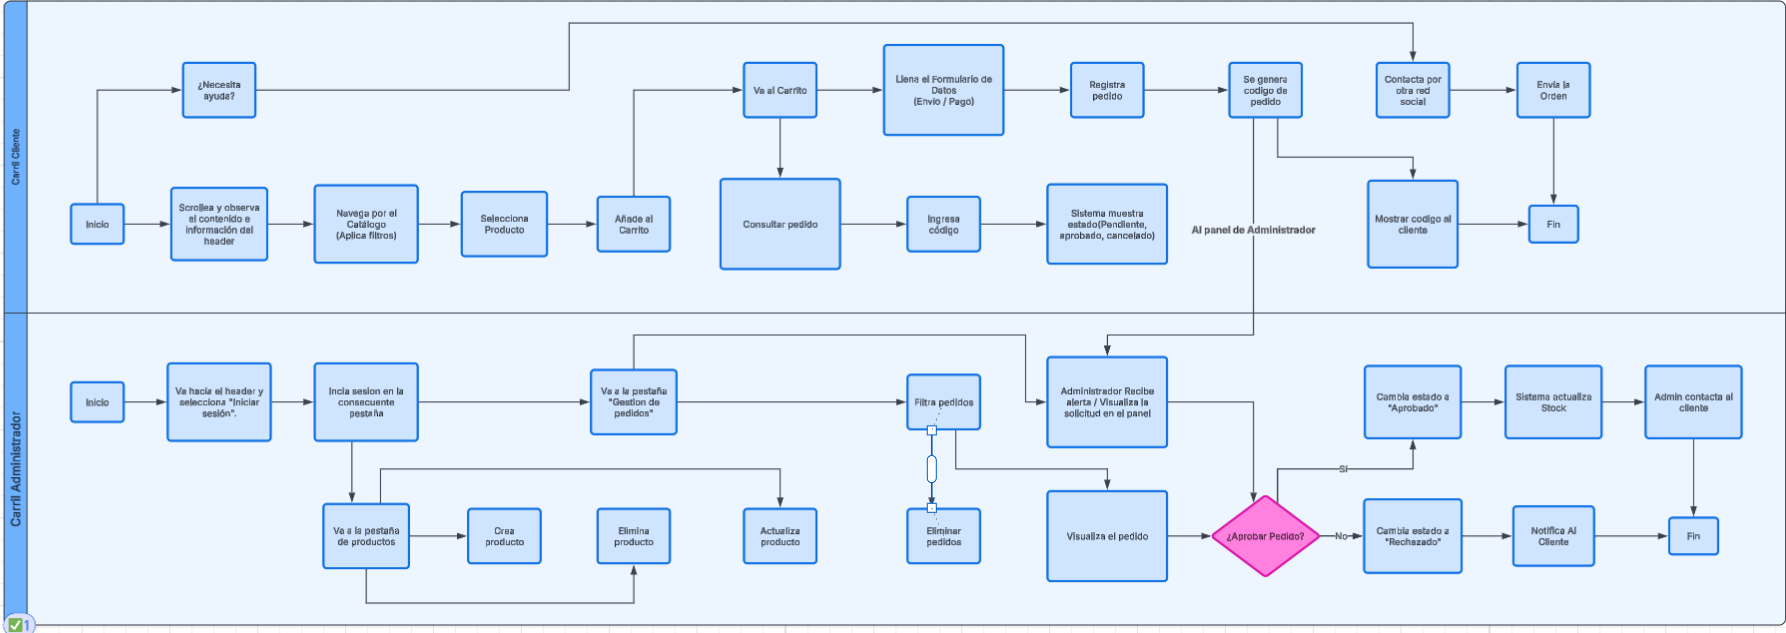 Carril Cliente
¿Necesita
ayuda?
Va al Carrito
Llena el Formulario de
Datos
(Envío / Pago)
Registra
pedido
Se genera
codigo de
pedido
Contacta por
otra red
social
Envia la
Orden
Inicio
Scrollea y observa
el contenido e
información del
header
Navega por el
Catálogo
(Aplica filtros)
Selecciona
Producto
Añade al
Carrito
Consultar pedido
Ingresa
código
Sistema muestra
estado(Pendiente,
aprobado, cancelado)
Al panel de Administrador
Mostrar codigo al
cliente
Fin
Carril Administrador
Inicio
Va hacia el header y
selecciona "Iniciar
sesión".
Incia sesion en la
consecuente
pestaña
Va a la pestaña
"Gestion de
pedidos"
Filtra pedidos
Administrador Recibe
alerta / Visualiza la
solicitud en el panel
Cambia estado a
"Aprobado"
Sistema actualiza
Stock
Admin contacta al
cliente
Si
Va a la pestaña
de productos
Crea
producto
Elimina
producto
Actualiza
producto
Eliminar
pedidos
Visualiza el pedido
¿Aprobar Pedido?
No
Cambia estado a
"Rechazado"
Notifica Al
Cliente
Fin
1